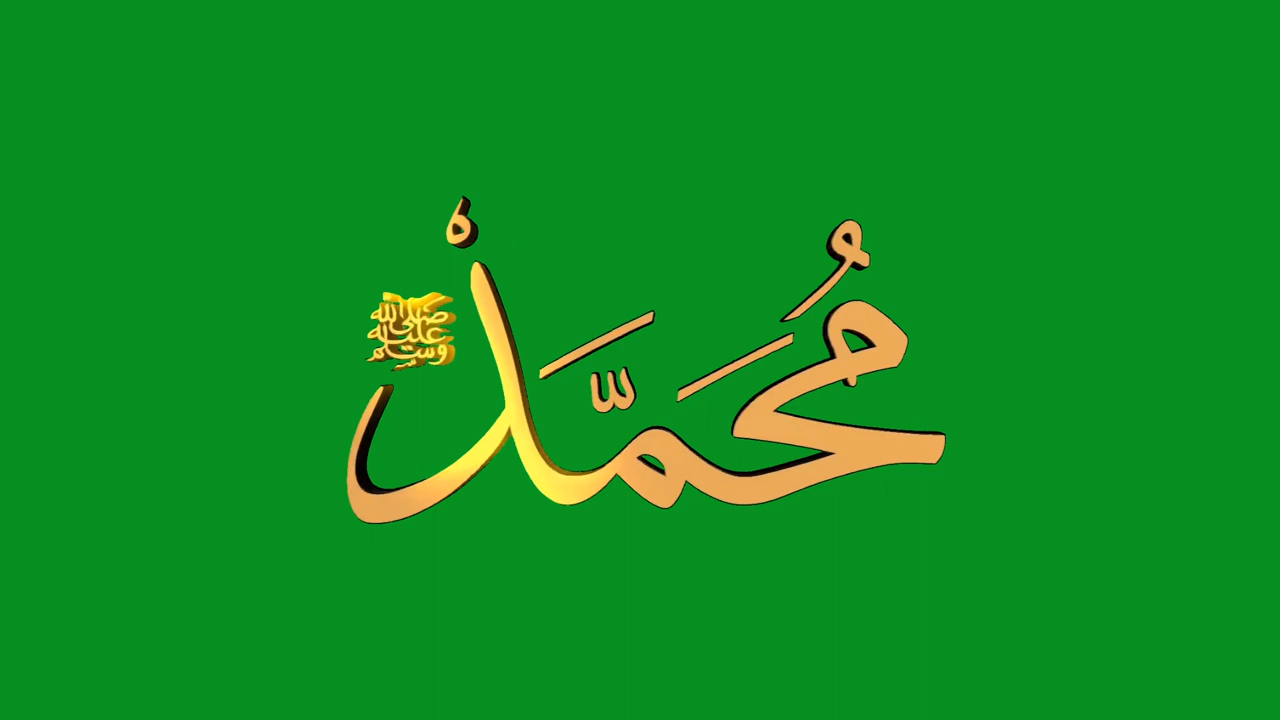 مُحَمَّدْ
صلى الله
عليه
وسلم